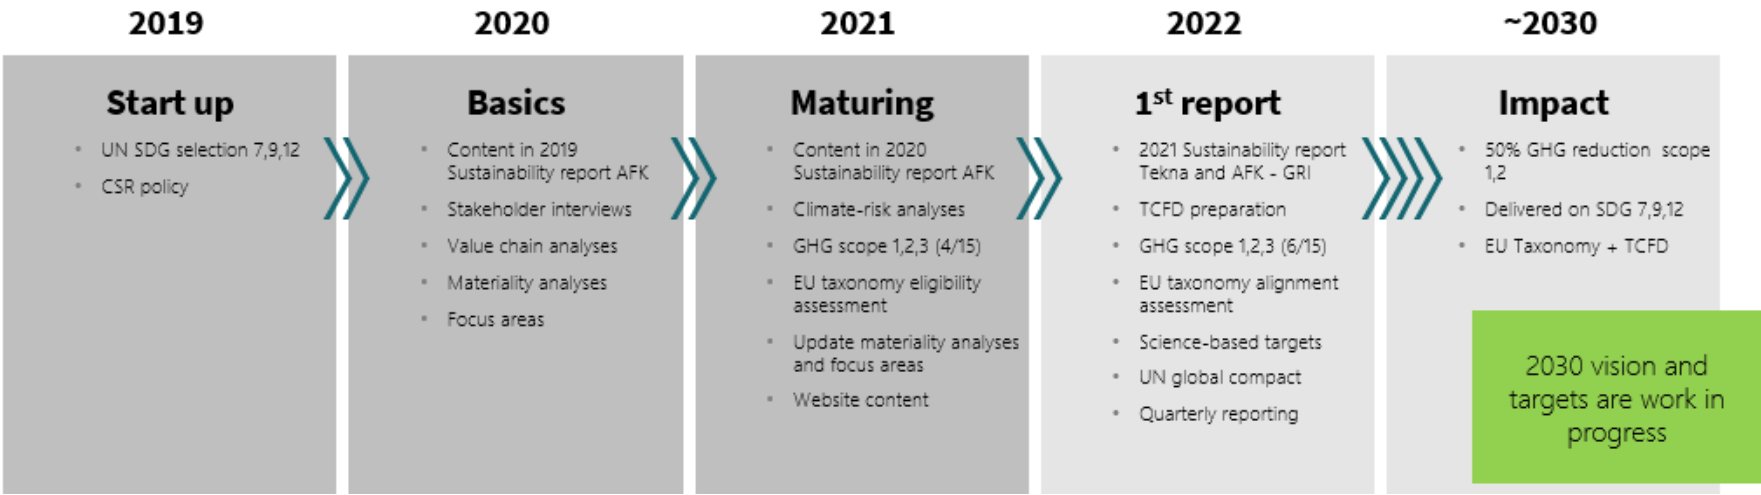 2019
Start up
UN SDG selection 7,9,12
CSR policy
2020
Basics
Content in 2019
Sustainability report AFK
Stakeholder interviews
Value chain analyses
Materiality analyses
Focus areas
2021
Maturing
Content in 2020
Sustainability report AFK
Climate-risk analyses
GHG scope 1,2,3 (4/15)
EU taxonomy eligibility
assessment
Update materiality analyses
and focus areas
Website content
2022
1st report
2021 Sustainability report
Tekna and AFK - GRI
TCFD preparation
GHG scope 1,2,3 (6/15)
EU taxonomy alignment
assessment
Science-based targets
UN global compact
Quarterly reporting
~2030
Impact
50% GHG reduction scope
1,2
Delivered on SDG 7,9,12
EU Taxonomy + TCFD
2030 vision and
targets are work in
progress